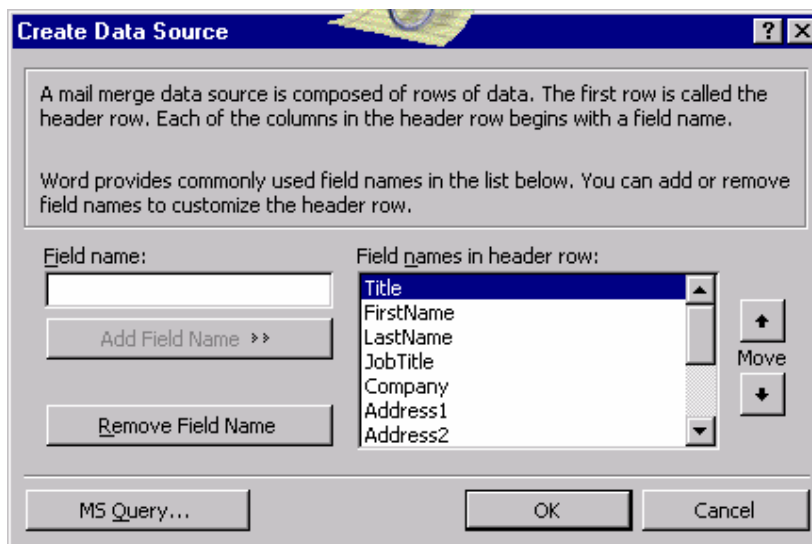 Create Data Source
A mail merge data source is composed of rows of data. The first row is called the
header row. Each of the columns in the header row begins with a field name.
Word provides commonly used field names in the list below. You can add or remove
field names to customize the header row.
Field name:
Field names in header row:
Title
FirstName
LastName
JobTitle
Company
Address1
Address2
Add Field Name >>
Remove Field Name
Move
MS Query...
OK
Cancel